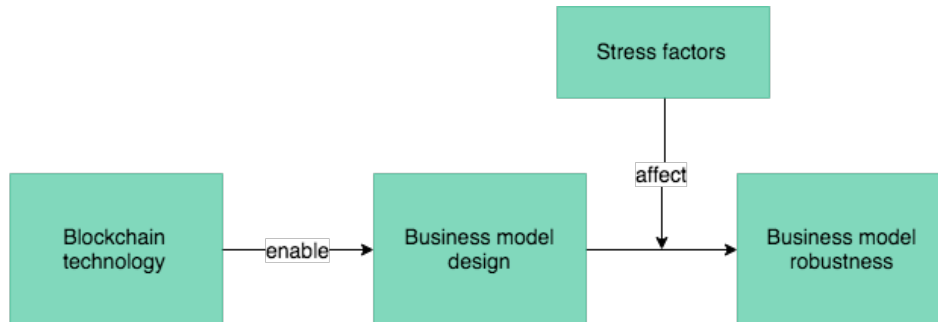 Stress factors
affect
Blockchain
technology
enable
Business model
design
Business model
robustness